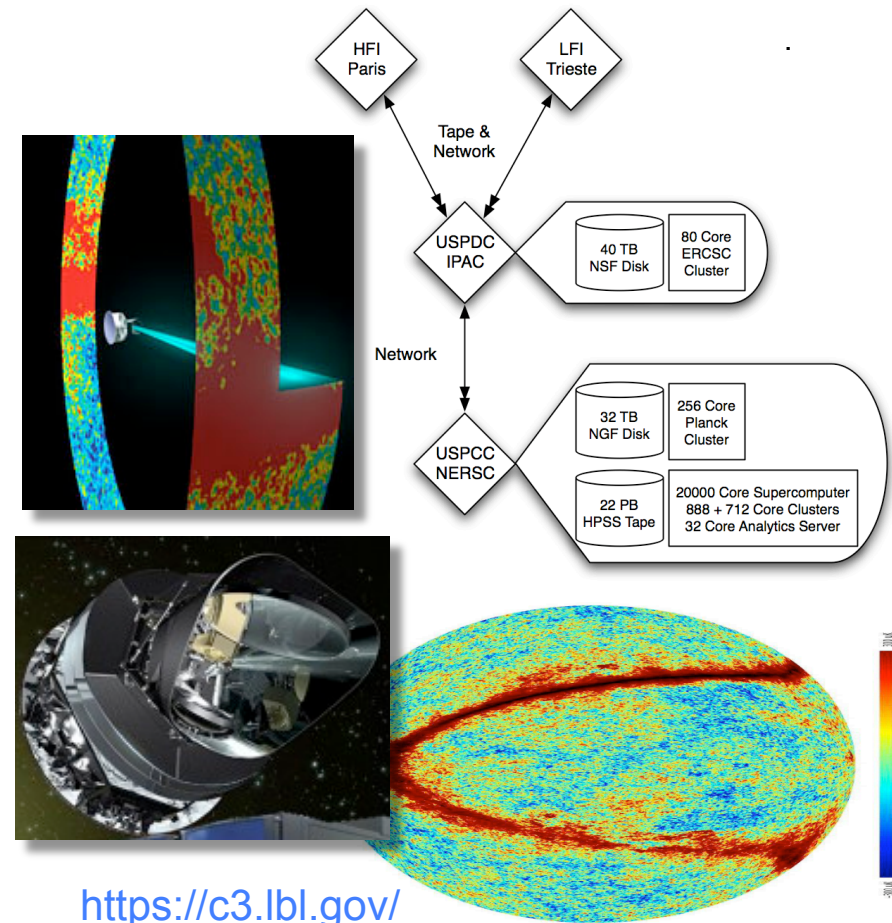 HFI
Paris
LFI
Trieste
Tape &
Network
USPDC
IPAC
40 TB
NSF Disk
80 Core
ERCSC
Cluster
Network
USPCC
NERSC
32 TB
NGF Disk
256 Core
Planck
Cluster
22 PB
HPSS Tape
20000 Core Supercomputer
888 + 712 Core Clusters
32 Core Analytics Server
https://c3.lbl.gov/